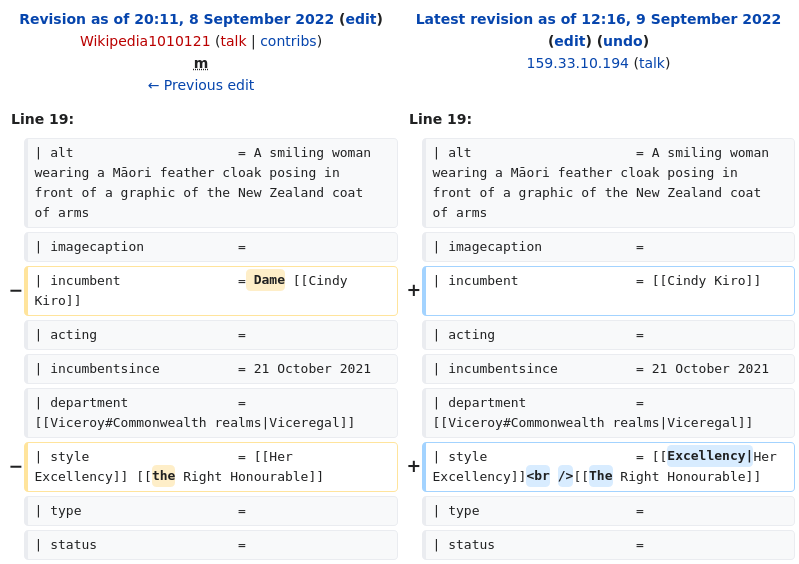 Revision as of 20:11, 8 September 2022 (edit)
Wikipedia1010121 (talk | contribs)
m
← Previous edit
Latest revision as of 12:16, 9 September 2022
(edit) (undo)
159.33.10.194 (talk)
Line 19:
Line 19:
| alt                     = A smiling woman
wearing a Māori feather cloak posing in
front of a graphic of the New Zealand coat
of arms
| alt                     = A smiling woman
wearing a Māori feather cloak posing in
front of a graphic of the New Zealand coat
of arms
| imagecaption            =
| imagecaption            =
− | incumbent               = Dame [[Cindy
Kiro]]
+ | incumbent               = [[Cindy Kiro]]
| acting                  =
| acting                  =
| incumbentsince          = 21 October 2021
| incumbentsince          = 21 October 2021
| department              =
[[Viceroy#Commonwealth realms|Viceregal]]
| department              =
[[Viceroy#Commonwealth realms|Viceregal]]
− | style                   = [[Her
Excellency]] [[the Right Honourable]]
+ | style                   = [[Excellency|Her
Excellency]]<br />[[The Right Honourable]]
| type                    =
| type                    =
| status                  =
| status                  =